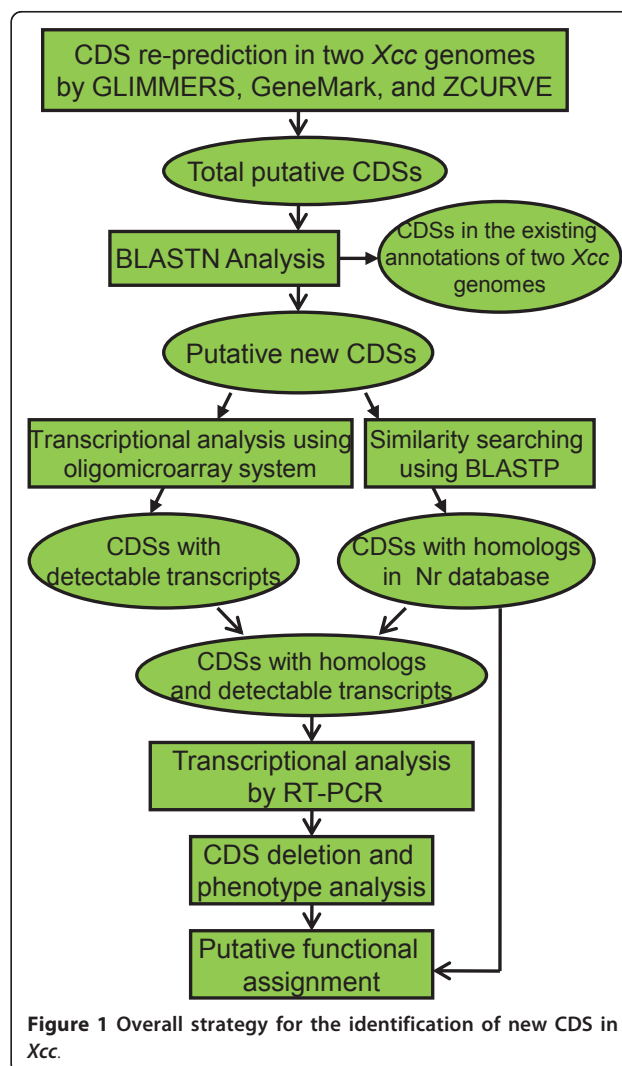 CDS re-prediction in two Xcc genomes
by GLIMMERS, GeneMark, and ZCURVE
Total putative CDSs
BLASTN Analysis
CDSs in the existing
annotations of two Xcc
genomes
Putative new CDSs
Transcriptional analysis using
oligomicroarray system
Similarity searching
using BLASTP
CDSs with
detectable transcripts
CDSs with homologs
in Nr database
CDSs with homologs
and detectable transcripts
Transcriptional analysis
by RT-PCR
CDS deletion and
phenotype analysis
Putative functional
assignment
Figure 1 Overall strategy for the identification of new CDS in
Xcc.